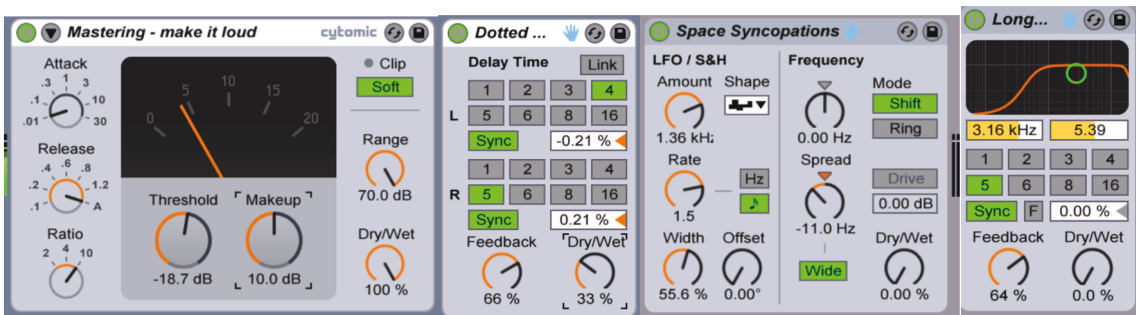 Mastering - make it loud
cytomic
Attack
.3 1 3
.1 10
.01 30
Release
.4 .6 .8
.2 1.2
.1 A
Ratio
2 4 10
0 5 10 15 20
Threshold
-18.7 dB
Makeup
10.0 dB
Clip
Soft
Range
70.0 dB
Dry/Wet
100 %
Dotted ...
Delay Time
Link
L
1 2 3 4
5 6 8 16
Sync
-0.21 %
R
1 2 3 4
5 6 8 16
Sync
0.21 %
Feedback
66 %
Dry/Wet
33 %
Space Syncopations
LFO / S&H
Amount
1.36 kHz
Shape
Rate
1.5
Hz
♪
Width
55.6 %
Offset
0.00°
Frequency
0.00 Hz
Spread
-11.0 Hz
Wide
Mode
Shift
Ring
Drive
0.00 dB
Dry/Wet
0.00 %
Long...
3.16 kHz
5.39
1 2 3 4
5 6 8 16
Sync
F
0.00 %
Feedback
64 %
Dry/Wet
0.0 %